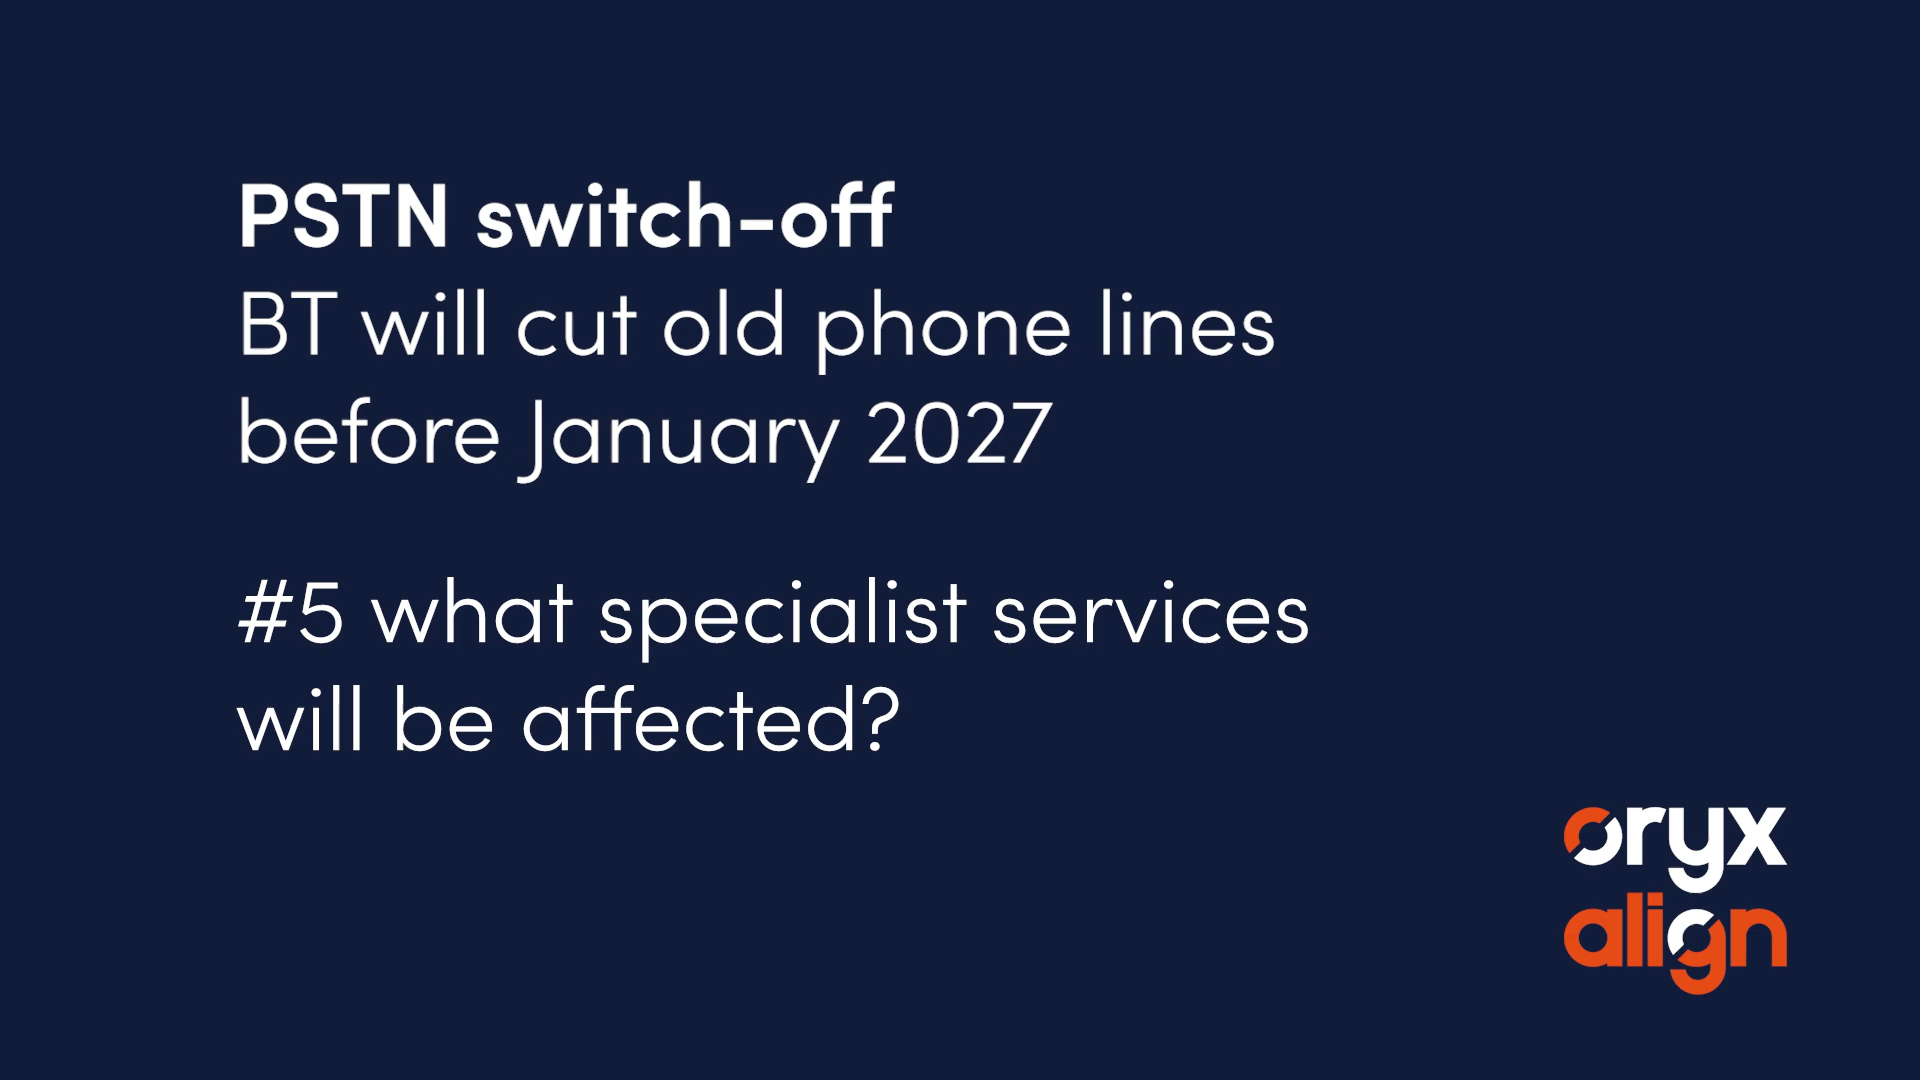 PSTN switch-off
BT will cut old phone lines
before January 2027
#5 what specialist services
will be affected?
oryx
align